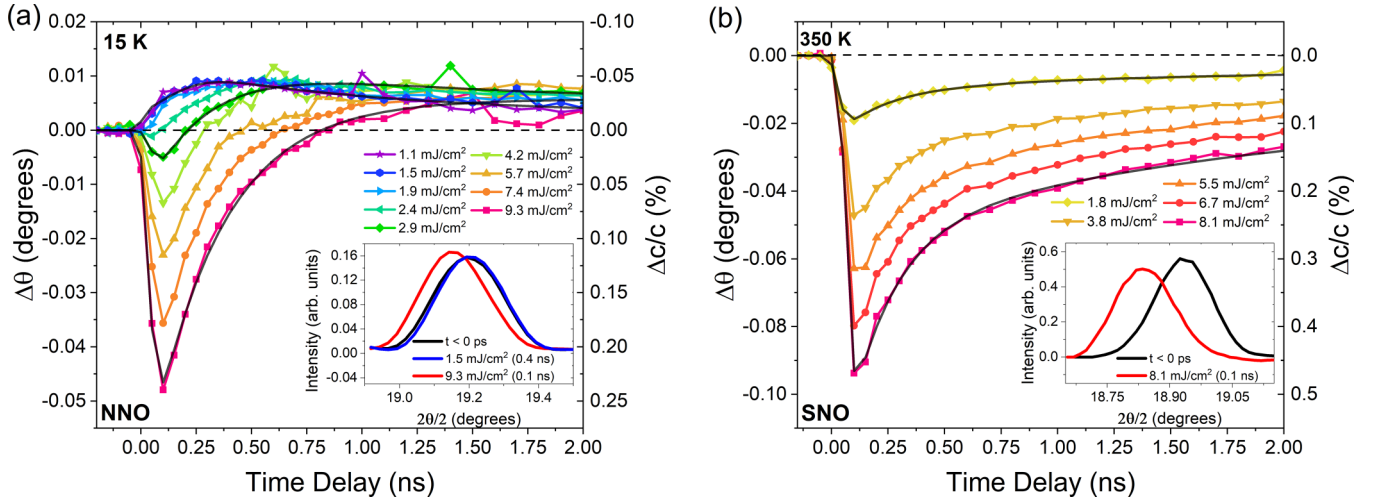 (a)
0.02
0.01
0.00
-0.01
-0.02
-0.03
-0.04
-0.05
Δθ (degrees)
15 K
NNO
-0.10
-0.05
0.00
0.05
0.10
0.15
0.20
0.25
Δc/c (%)
1.1 mJ/cm²
1.5 mJ/cm²
1.9 mJ/cm²
2.4 mJ/cm²
2.9 mJ/cm²
4.2 mJ/cm²
5.7 mJ/cm²
7.4 mJ/cm²
9.3 mJ/cm²
Intensity (arb. units)
0.16
0.12
0.08
0.04
0.00
-0.04
t < 0 ps
1.5 mJ/cm² (0.4 ns)
9.3 mJ/cm² (0.1 ns)
19.0 19.2 19.4
2θ/2 (degrees)
0.00 0.25 0.50 0.75 1.00 1.25 1.50 1.75 2.00
Time Delay (ns)
(b)
0.00
-0.02
-0.04
-0.06
-0.08
-0.10
Δθ (degrees)
350 K
SNO
0.0
0.1
0.2
0.3
0.4
0.5
Δc/c (%)
1.8 mJ/cm²
3.8 mJ/cm²
5.5 mJ/cm²
6.7 mJ/cm²
8.1 mJ/cm²
Intensity (arb. units)
0.6
0.4
0.2
0.0
t < 0 ps
8.1 mJ/cm² (0.1 ns)
18.75 18.90 19.05
2θ/2 (degrees)
0.00 0.25 0.50 0.75 1.00 1.25 1.50 1.75 2.00
Time Delay (ns)